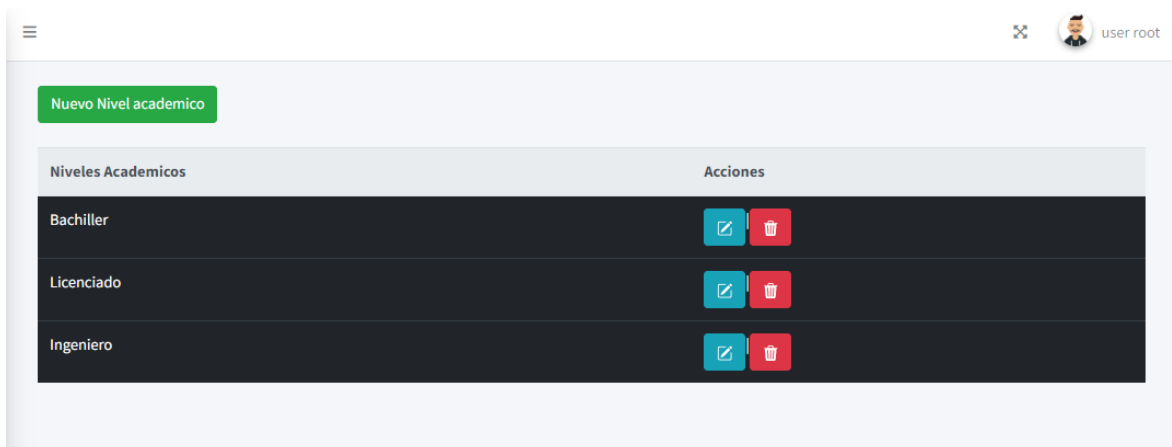 user root
Nuevo Nivel academico
Niveles Academicos Acciones
Bachiller |
Licenciado |
Ingeniero |